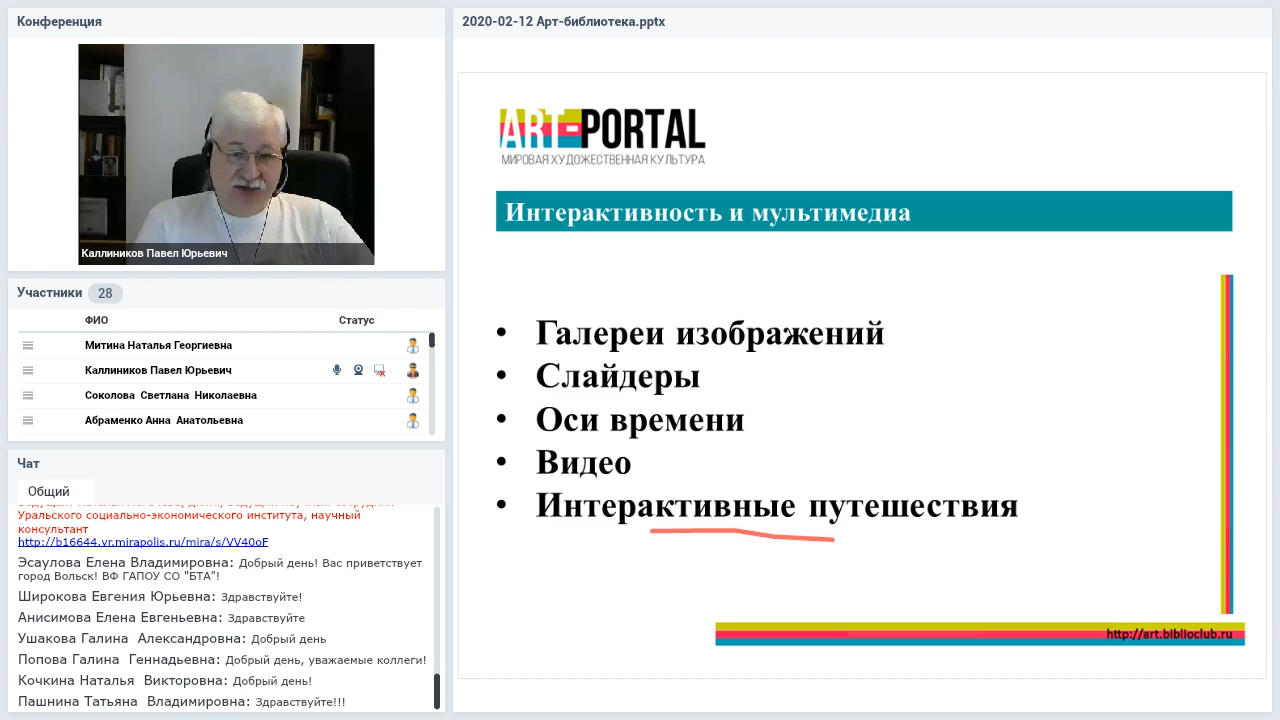 Конференция
Каллиников Павел Юрьевич
Участники 28
ФИО Статус
Митина Наталья Георгиевна
Каллиников Павел Юрьевич
Соколова Светлана Николаевна
Абраменко Анна Анатольевна
Чат
Общий
Уральского социально-экономического института, научный
консультант
http://b16644.vr.mirapolis.ru/mira/s/VV40oF
Эсаулова Елена Владимировна: Добрый день! Вас приветствует
город Вольск! ВФ ГАПОУ СО "БТА"!
Широкова Евгения Юрьевна: Здравствуйте!
Анисимова Елена Евгеньевна: Здравствуйте
Ушакова Галина Александровна: Добрый день
Попова Галина Геннадьевна: Добрый день, уважаемые коллеги!
Кочкина Наталья Викторовна: Добрый день!
Пашнина Татьяна Владимировна: Здравствуйте!!!
2020-02-12 Арт-библиотека.pptx
ART-PORTAL
МИРОВАЯ ХУДОЖЕСТВЕННАЯ КУЛЬТУРА
Интерактивность и мультимедиа
• Галереи изображений
• Слайдеры
• Оси времени
• Видео
• Интерактивные путешествия
http://art.biblioclub.ru